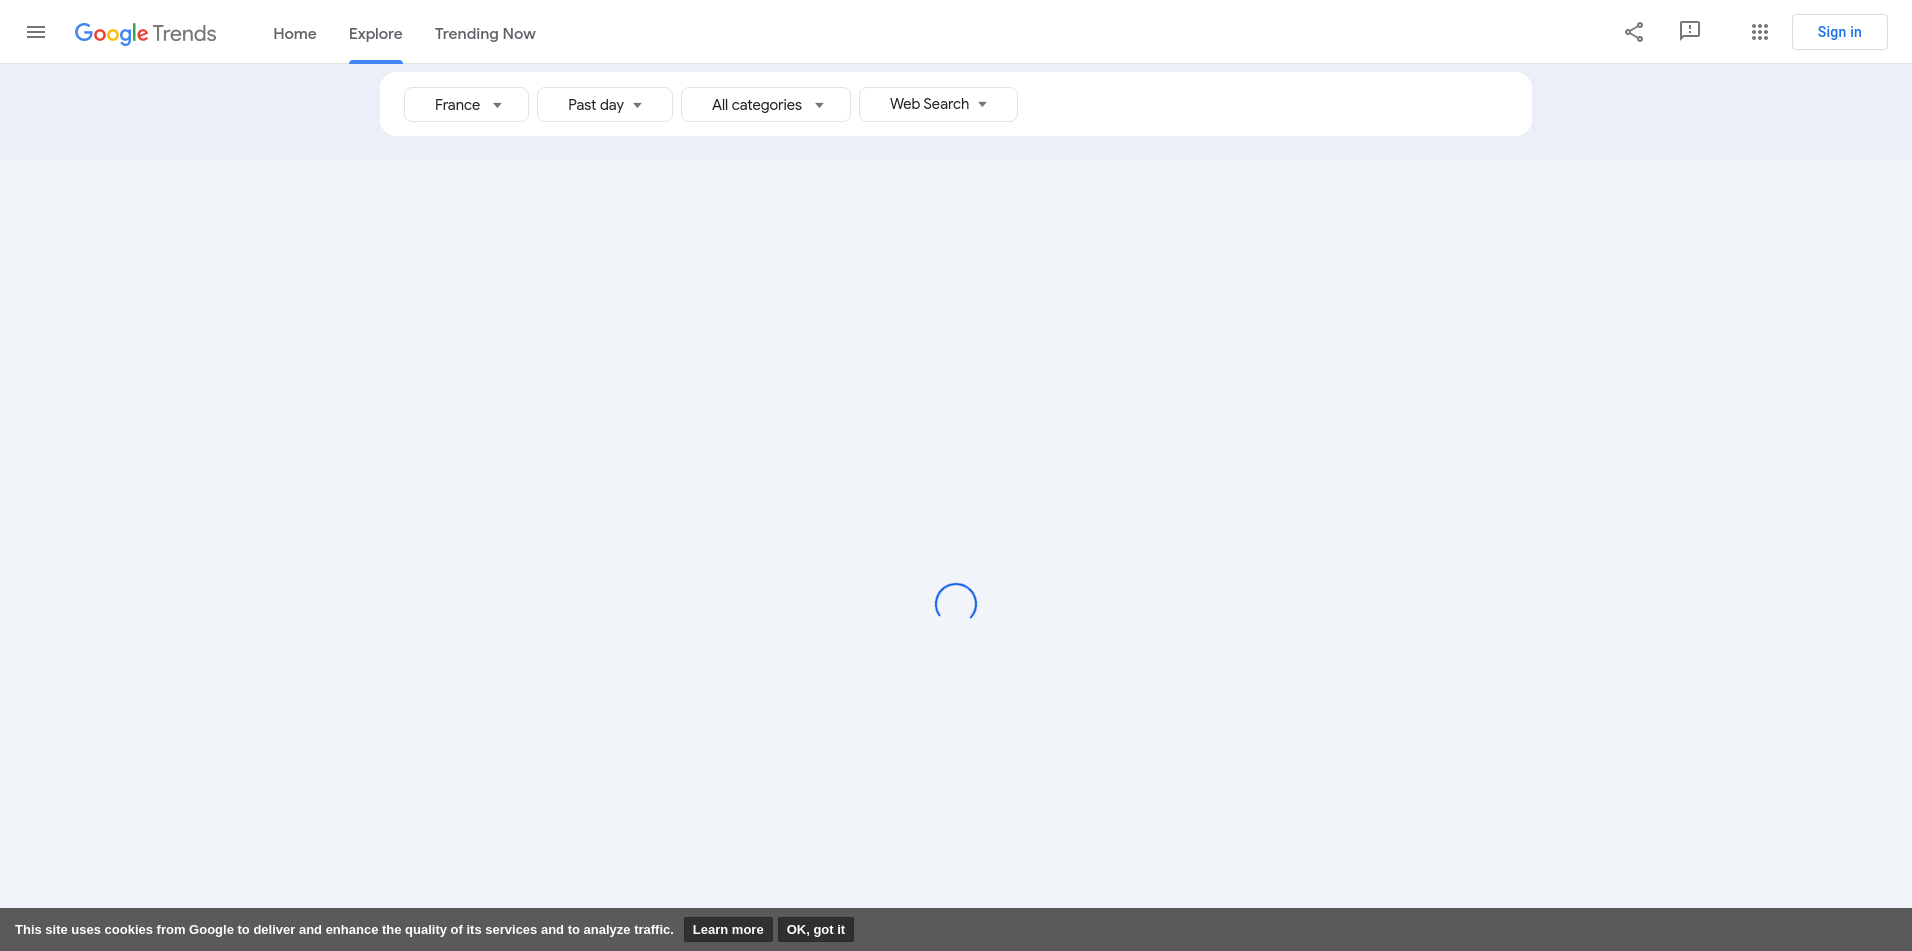 Google Trends
Home
Explore
Trending Now
Sign in
France
Past day
All categories
Web Search
This site uses cookies from Google to deliver and enhance the quality of its services and to analyze traffic.
Learn more
OK, got it